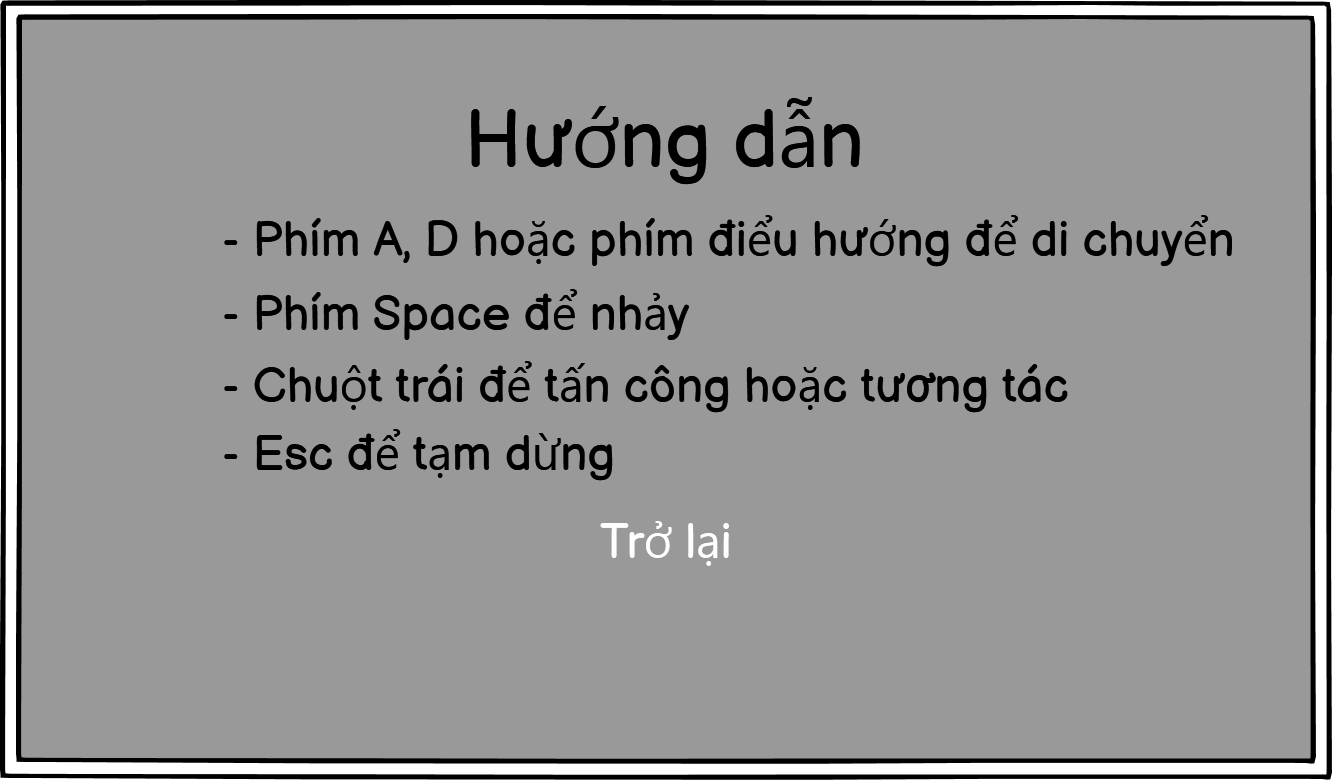 Hướng dẫn
- Phím A, D hoặc phím điểu hướng để di chuyển
- Phím Space để nhảy
- Chuột trái để tấn công hoặc tương tác
- Esc để tạm dừng
Trở lại